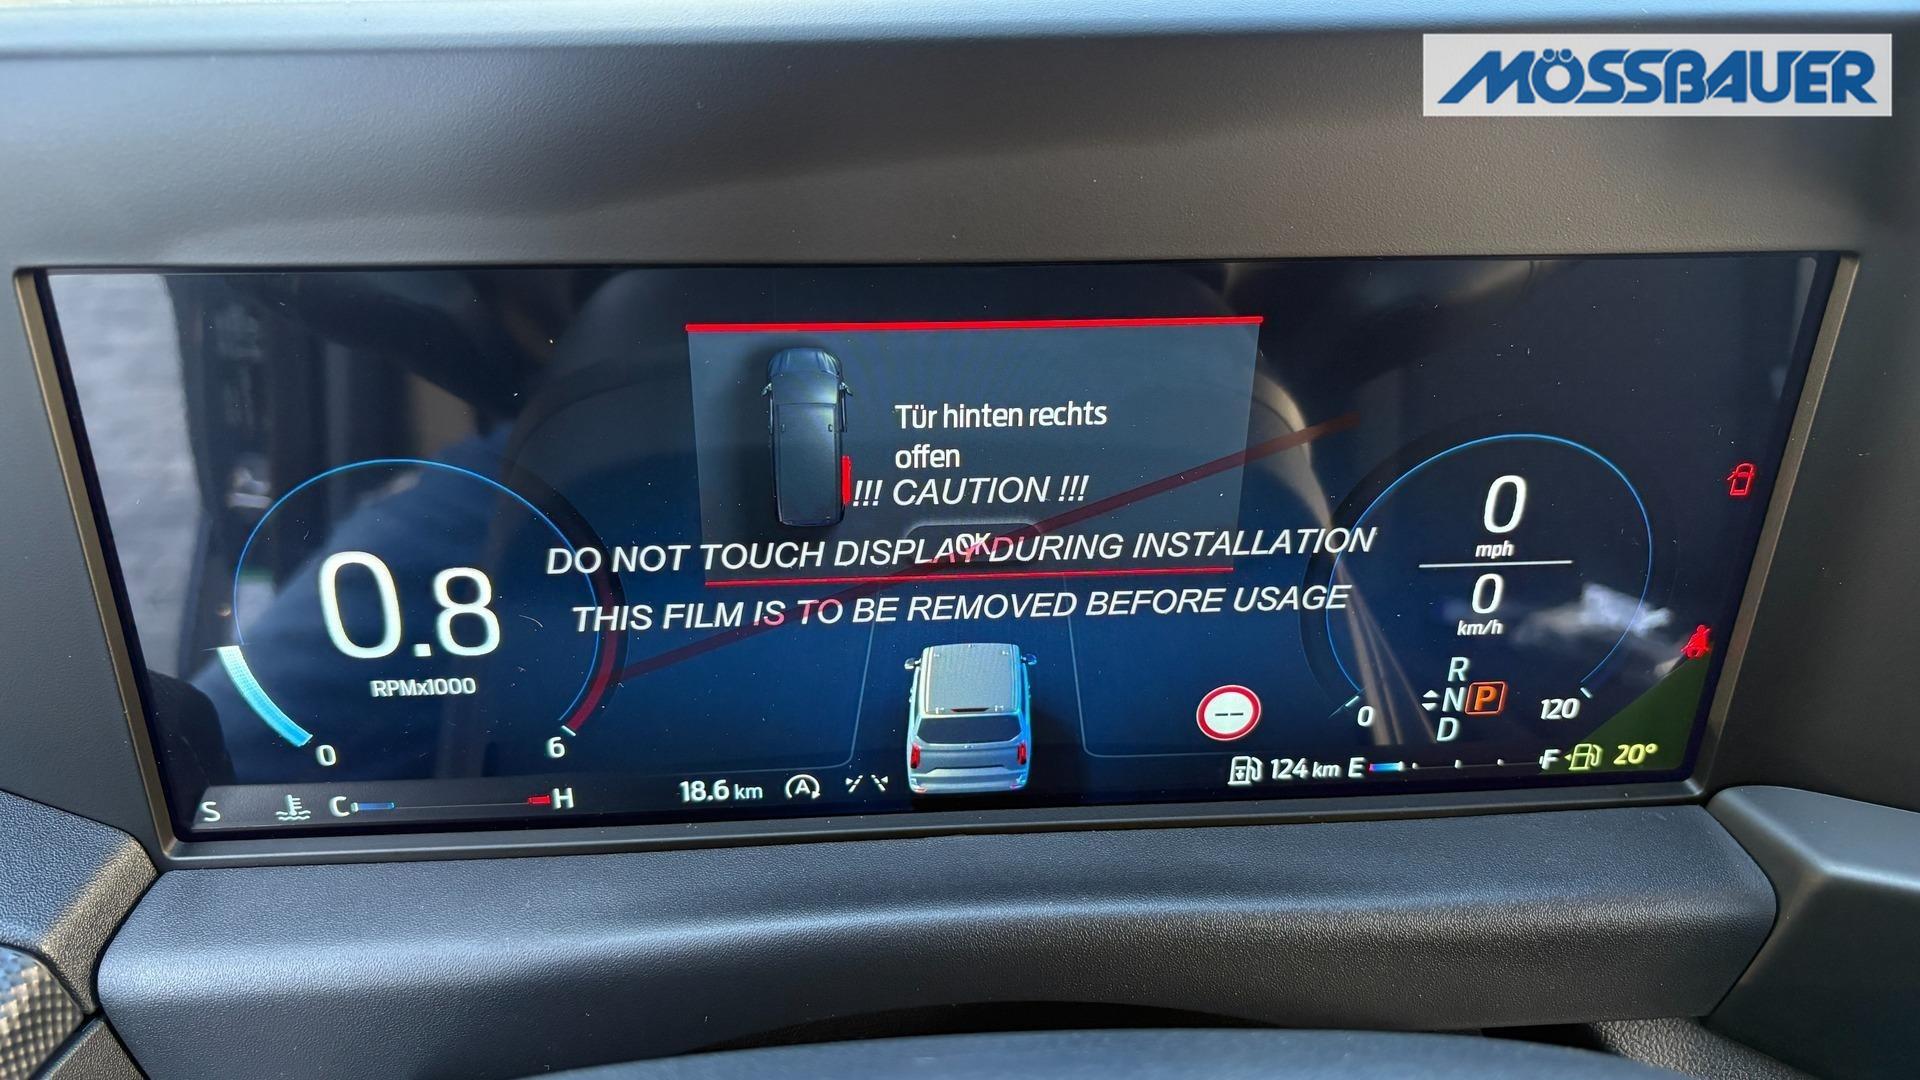 MÖSSBAUER
Tür hinten rechts
offen
!!! CAUTION !!!
OK
DO NOT TOUCH DISPLAY DURING INSTALLATION
THIS FILM IS TO BE REMOVED BEFORE USAGE
0.8
RPMx1000
0
6
0
mph
0
km/h
R
N P
D
0
120
--
S
C
H
18.6 km
A
124 km E
F
20°